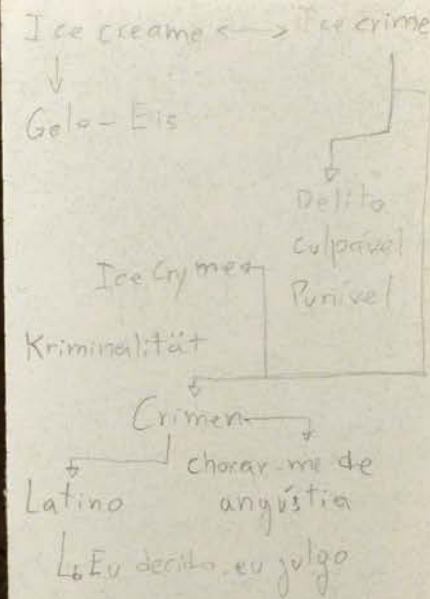 Ice creame <--> Ice crime
Gelo - Eis
Delito
culpável
Punível
Ice Cryme
Kriminalität
Crimen
chorar-me de
angústia
Latino
Eu decido, eu julgo